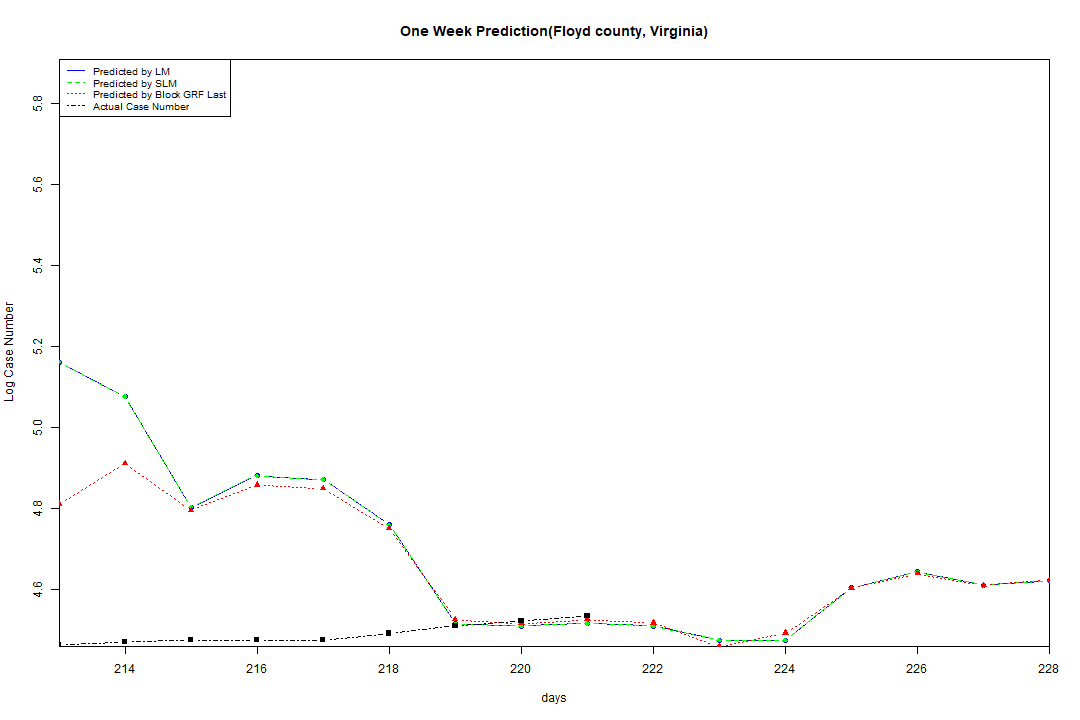 One Week Prediction(Floyd county, Virginia)
Predicted by LM
Predicted by SLM
Predicted by Block GRF Last
Actual Case Number
Log Case Number
5.8
5.6
5.4
5.2
5.0
4.8
4.6
214 216 218 220 222 224 226 228
days